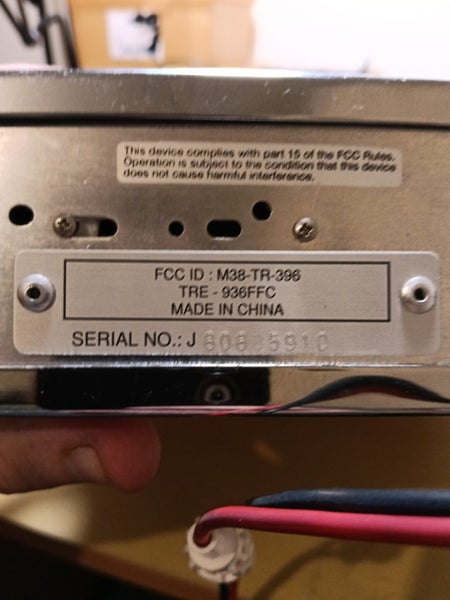 This device complies with part 15 of the FCC Rules.
Operation is subject to the condition that this device
does not cause harmful interference.
FCC ID : M38-TR-396
TRE - 936FFC
MADE IN CHINA
SERIAL NO.: J